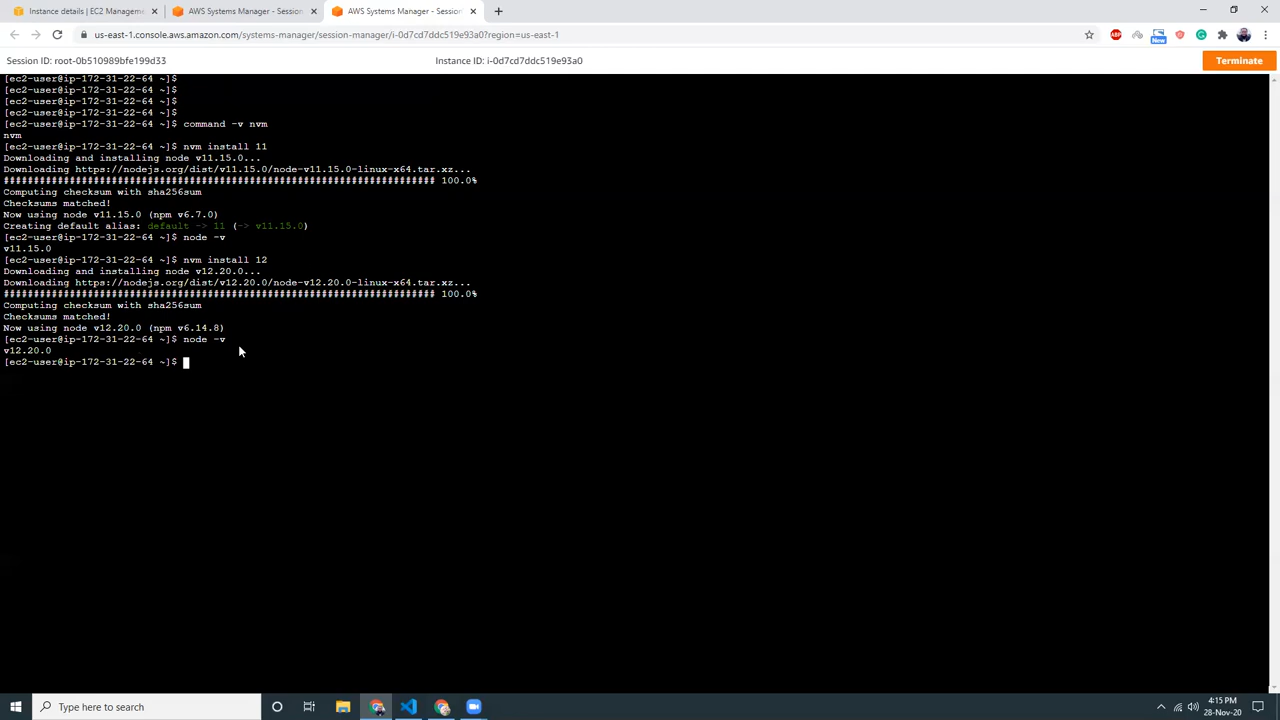 Instance details | EC2 Manageme
AWS Systems Manager - Session
AWS Systems Manager - Session
us-east-1.console.aws.amazon.com/systems-manager/session-manager/i-0d7cd7ddc519e93a0?region=us-east-1
ABP
New
Session ID: root-0b510989bfe199d33
Instance ID: i-0d7cd7ddc519e93a0
Terminate
[ec2-user@ip-172-31-22-64 ~]$
[ec2-user@ip-172-31-22-64 ~]$
[ec2-user@ip-172-31-22-64 ~]$
[ec2-user@ip-172-31-22-64 ~]$
[ec2-user@ip-172-31-22-64 ~]$ command -v nvm
nvm
[ec2-user@ip-172-31-22-64 ~]$ nvm install 11
Downloading and installing node v11.15.0...
Downloading https://nodejs.org/dist/v11.15.0/node-v11.15.0-linux-x64.tar.xz...
######################################################################## 100.0%
Computing checksum with sha256sum
Checksums matched!
Now using node v11.15.0 (npm v6.7.0)
Creating default alias: default -> 11 (-> v11.15.0)
[ec2-user@ip-172-31-22-64 ~]$ node -v
v11.15.0
[ec2-user@ip-172-31-22-64 ~]$ nvm install 12
Downloading and installing node v12.20.0...
Downloading https://nodejs.org/dist/v12.20.0/node-v12.20.0-linux-x64.tar.xz...
######################################################################## 100.0%
Computing checksum with sha256sum
Checksums matched!
Now using node v12.20.0 (npm v6.14.8)
[ec2-user@ip-172-31-22-64 ~]$ node -v
v12.20.0
[ec2-user@ip-172-31-22-64 ~]$
Type here to search
4:15 PM
28-Nov-20